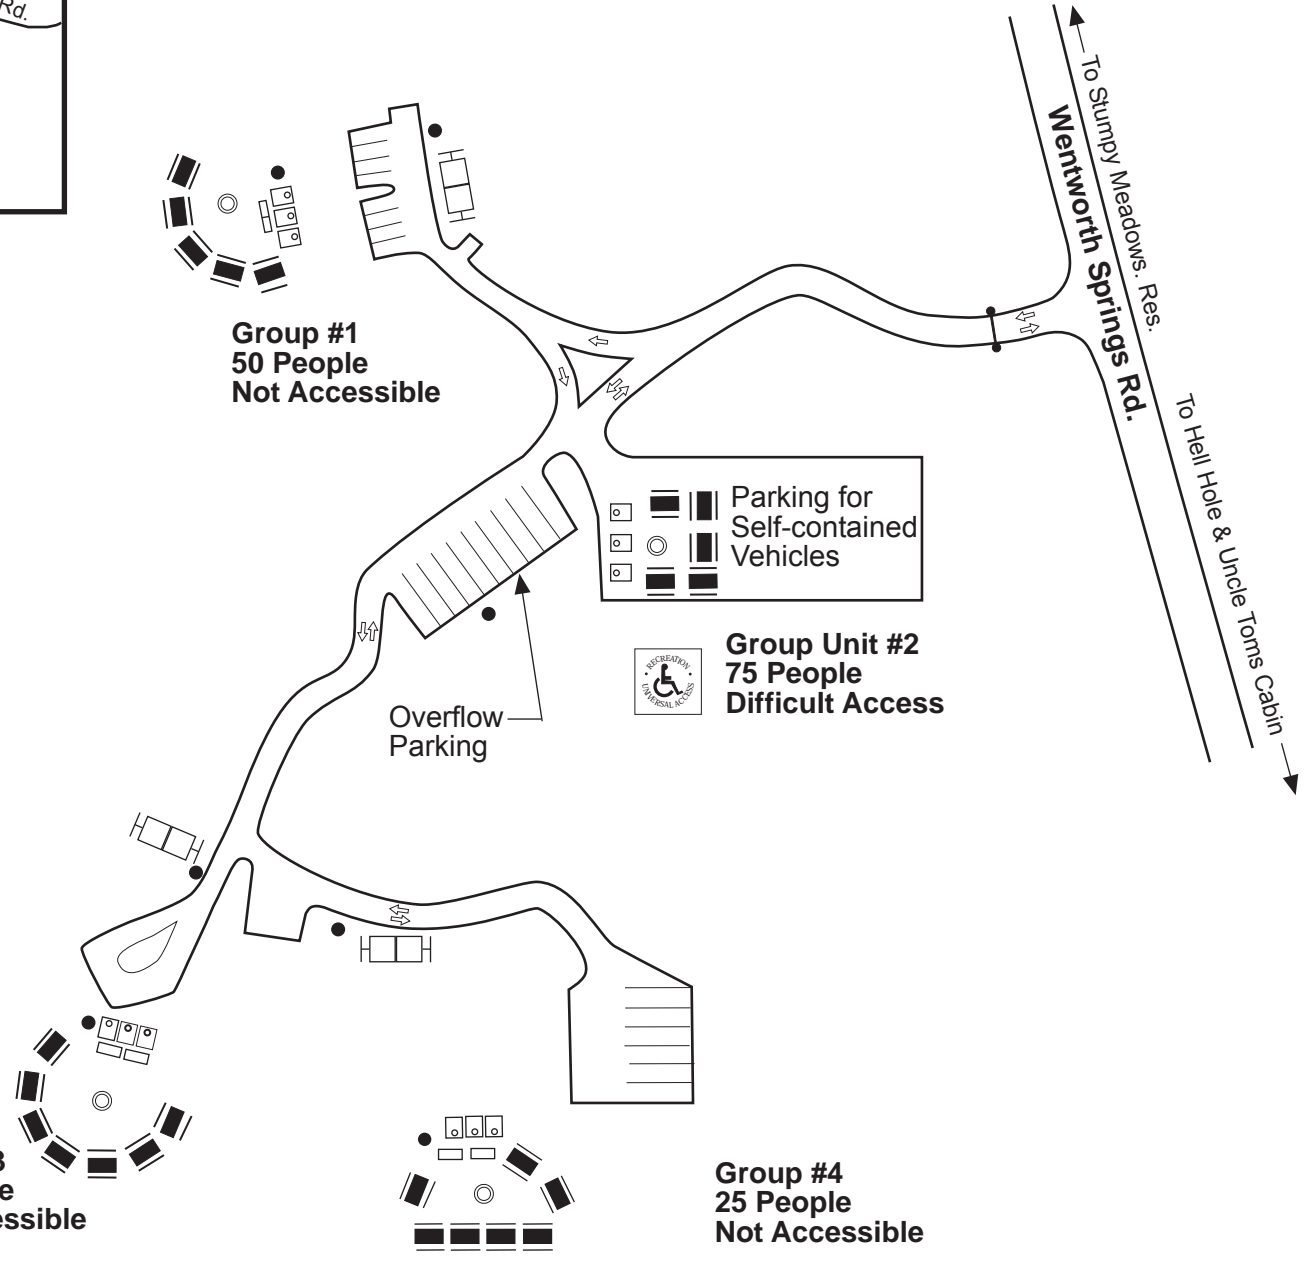 Rd.
To Stumpy Meadows. Res.
Wentworth Springs Rd.
To Hell Hole & Uncle Toms Cabin
Group #1
50 People
Not Accessible
Parking for
Self-contained
Vehicles
Group Unit #2
75 People
Difficult Access
RECREATION
UNIVERSAL ACCESS
Overflow
Parking
3
e
essible
Group #4
25 People
Not Accessible